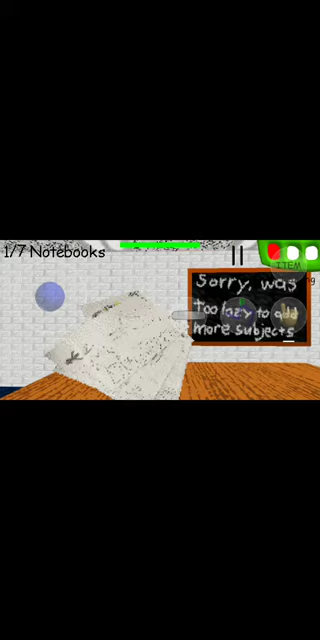 1/7 Notebooks
ITEM
Sorry, was
too lazy to add
more subjects